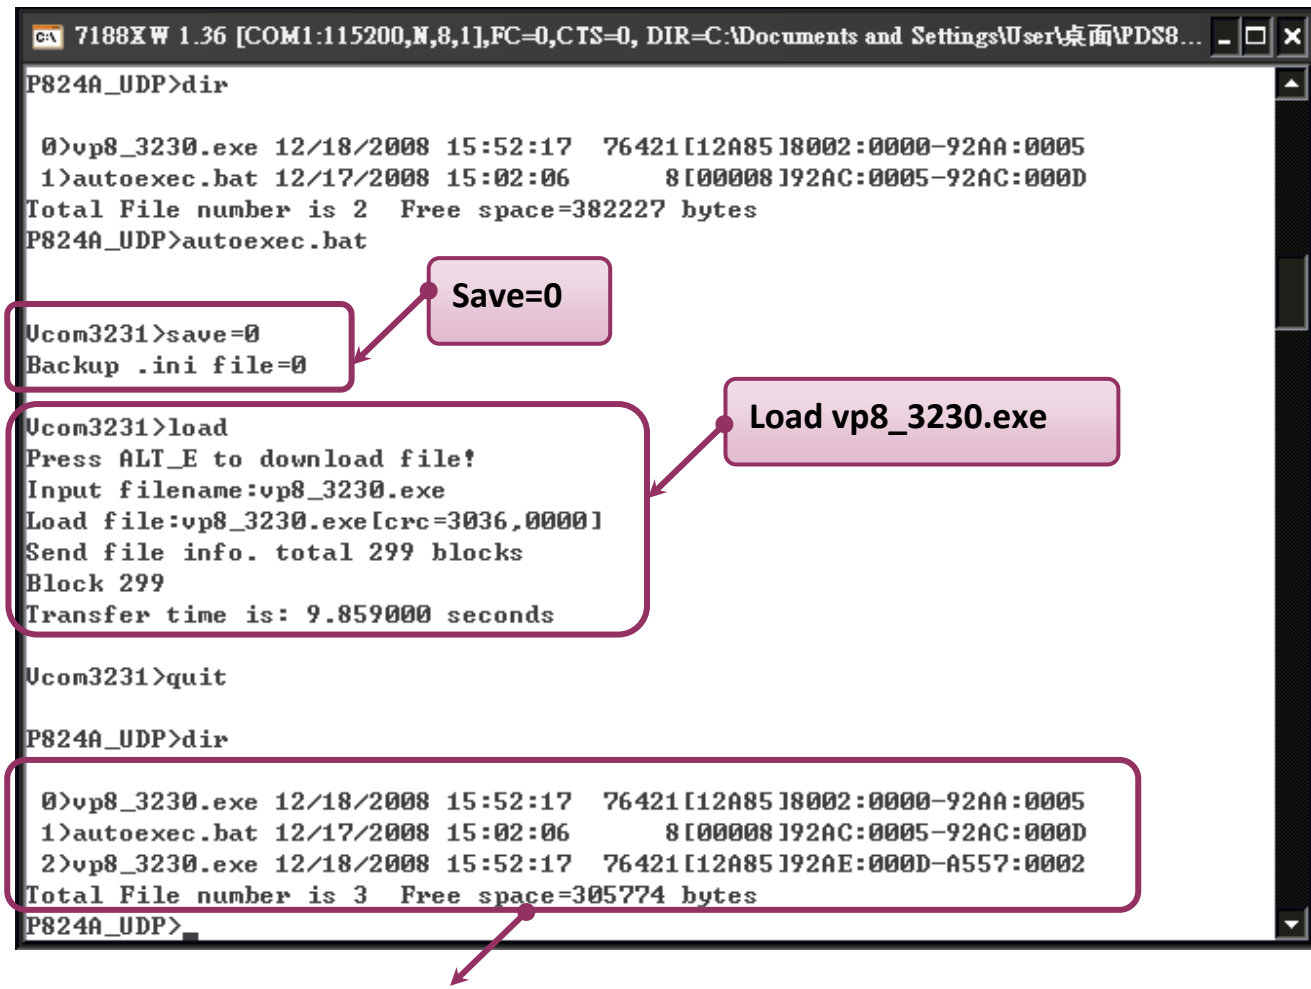 7188XW 1.36 [COM1:115200,N,8,1],FC=0,CTS=0, DIR=C:\Documents and Settings\User\桌面\PDS8...
P824A_UDP>dir
0)vp8_3230.exe 12/18/2008 15:52:17 76421[12A85]8002:0000-92AA:0005
1)autoexec.bat 12/17/2008 15:02:06 8[00008]92AC:0005-92AC:000D
Total File number is 2 Free space=382227 bytes
P824A_UDP>autoexec.bat
Save=0
Vcom3231>save=0
Backup .ini file=0
Load vp8_3230.exe
Vcom3231>load
Press ALT_E to download file!
Input filename:vp8_3230.exe
Load file:vp8_3230.exe[crc=3036,0000]
Send file info. total 299 blocks
Block 299
Transfer time is: 9.859000 seconds
Vcom3231>quit
P824A_UDP>dir
0)vp8_3230.exe 12/18/2008 15:52:17 76421[12A85]8002:0000-92AA:0005
1)autoexec.bat 12/17/2008 15:02:06 8[00008]92AC:0005-92AC:000D
2)vp8_3230.exe 12/18/2008 15:52:17 76421[12A85]92AE:000D-A557:0002
Total File number is 3 Free space=305774 bytes
P824A_UDP>_